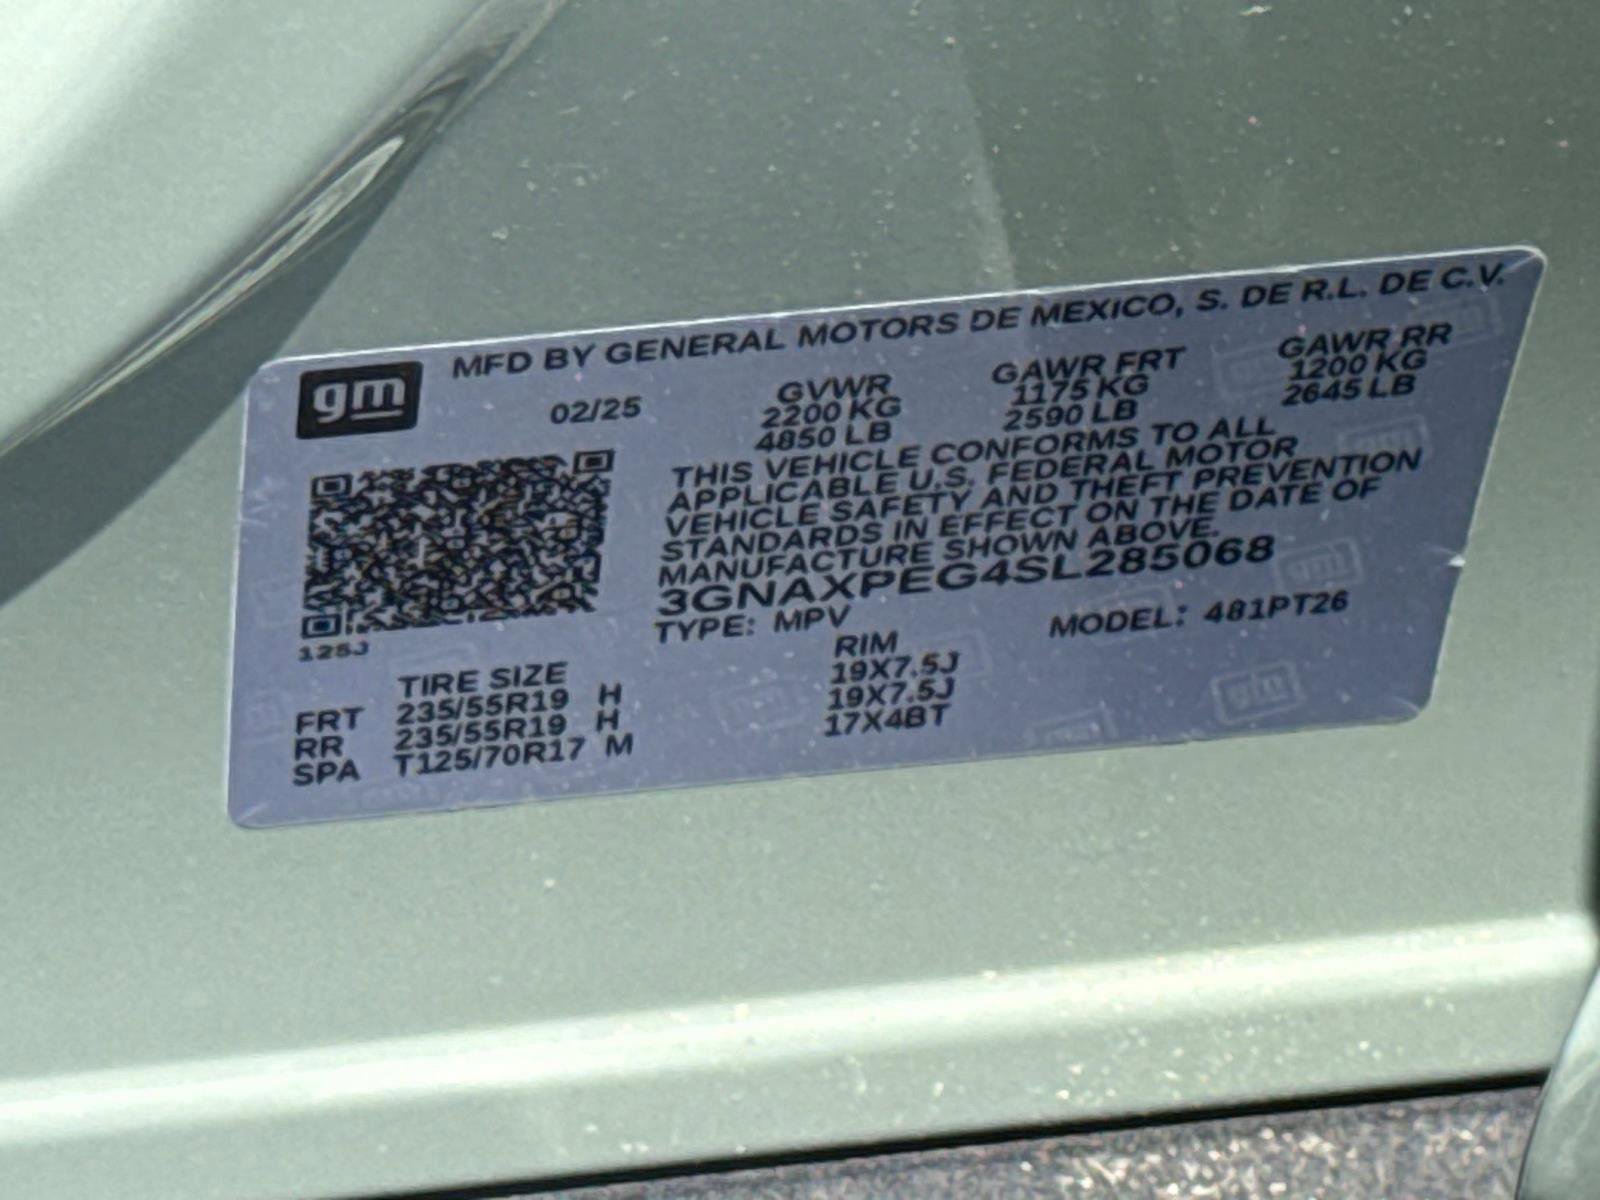 gm MFD BY GENERAL MOTORS DE MEXICO, S. DE R.L. DE C.V.
02/25 GVWR GAWR FRT GAWR RR
2200 KG 1175 KG 1200 KG
4850 LB 2590 LB 2645 LB
THIS VEHICLE CONFORMS TO ALL
APPLICABLE U.S. FEDERAL MOTOR
VEHICLE SAFETY AND THEFT PREVENTION
STANDARDS IN EFFECT ON THE DATE OF
MANUFACTURE SHOWN ABOVE.
3GNAXPEG4SL285068
TYPE: MPV MODEL: 481PT26
125J
TIRE SIZE RIM
FRT 235/55R19 H 19X7.5J
RR 235/55R19 H 19X7.5J
SPA T125/70R17 M 17X4BT